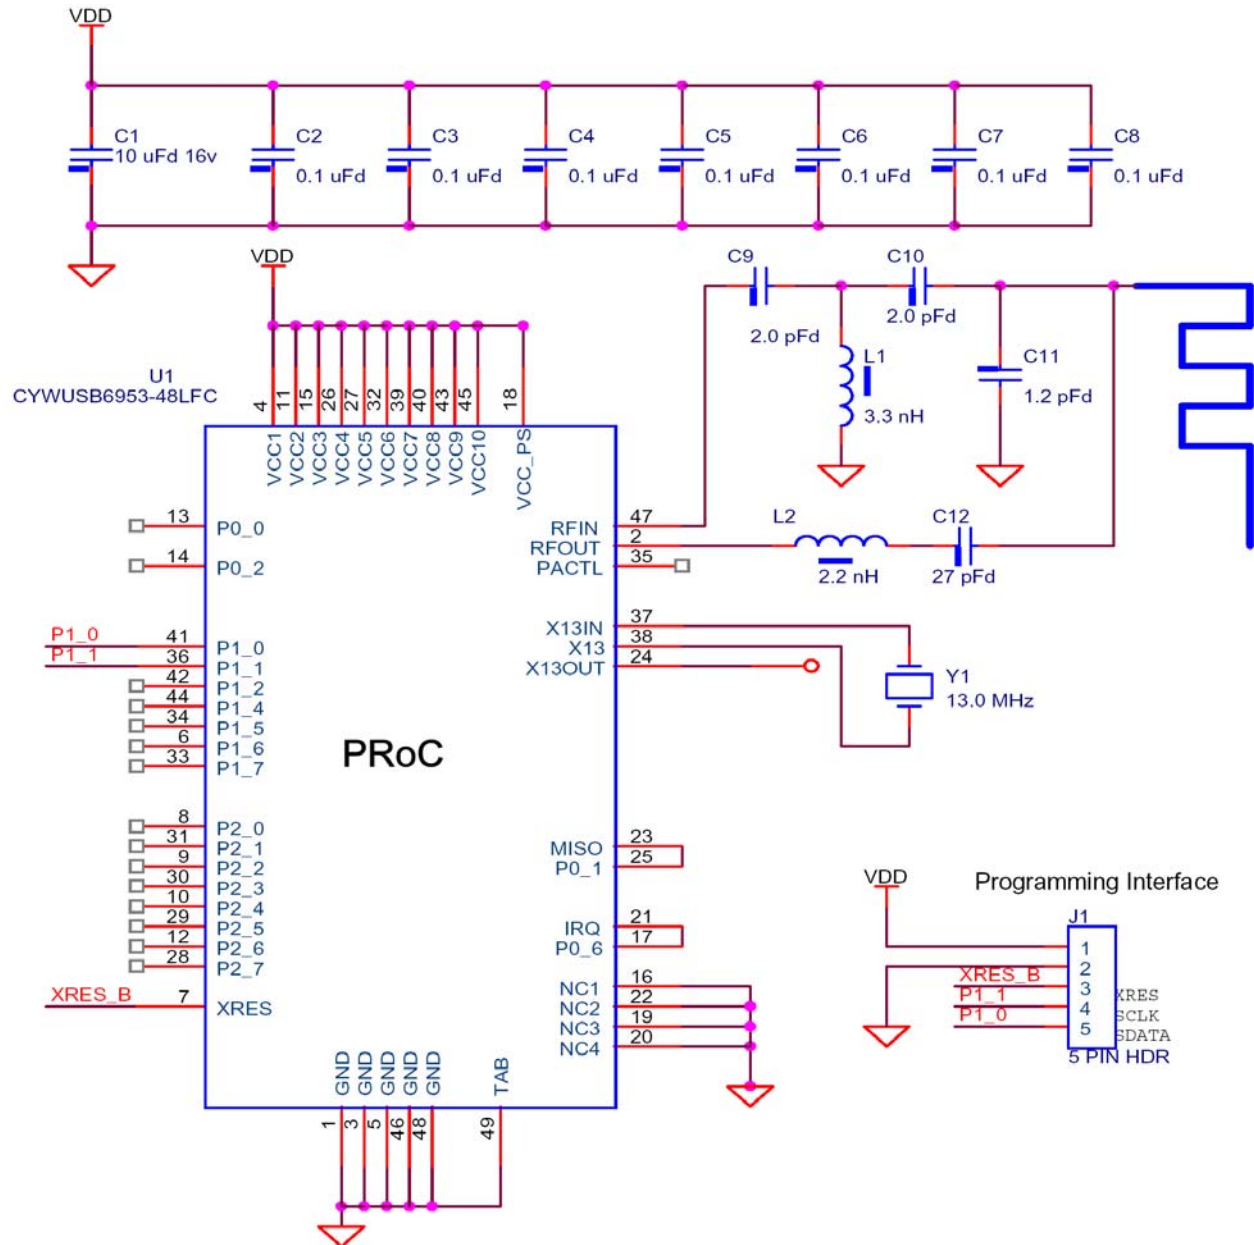 VDD
C1
10 uFd 16v
C2
0.1 uFd
C3
0.1 uFd
C4
0.1 uFd
C5
0.1 uFd
C6
0.1 uFd
C7
0.1 uFd
C8
0.1 uFd
VDD
C9
2.0 pFd
C10
2.0 pFd
L1
3.3 nH
C11
1.2 pFd
U1
CYWUSB6953-48LFC
4 11 15 26 27 32 39 40 43 45 18
VCC1 VCC2 VCC3 VCC4 VCC5 VCC6 VCC7 VCC8 VCC9 VCC10 VCC_PS
13 P0_0
14 P0_2
P1_0 41 P1_0
P1_1 36 P1_1
42 P1_2
44 P1_4
34 P1_5
6 P1_6
33 P1_7
8 P2_0
31 P2_1
9 P2_2
30 P2_3
10 P2_4
29 P2_5
12 P2_6
28 P2_7
XRES_B 7 XRES
PRoC
RFIN 47
RFOUT 2
PACTL 35
L2
2.2 nH
C12
27 pFd
X13IN 37
X13 38
X13OUT 24
Y1
13.0 MHz
MISO 23
P0_1 25
IRQ 21
P0_6 17
NC1 16
NC2 22
NC3 19
NC4 20
GND GND GND GND GND TAB
1 3 5 46 48 49
VDD
Programming Interface
J1
1
2
XRES_B 3 XRES
P1_1 4 SCLK
P1_0 5 SDATA
5 PIN HDR